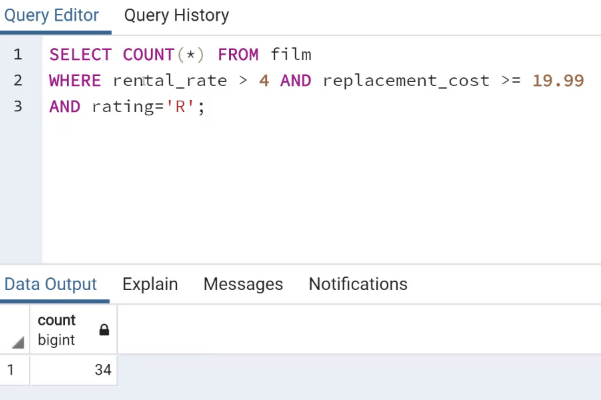 Query Editor Query History
1 SELECT COUNT(*) FROM film
2 WHERE rental_rate > 4 AND replacement_cost >= 19.99
3 AND rating='R';
Data Output Explain Messages Notifications
count
bigint
1 34